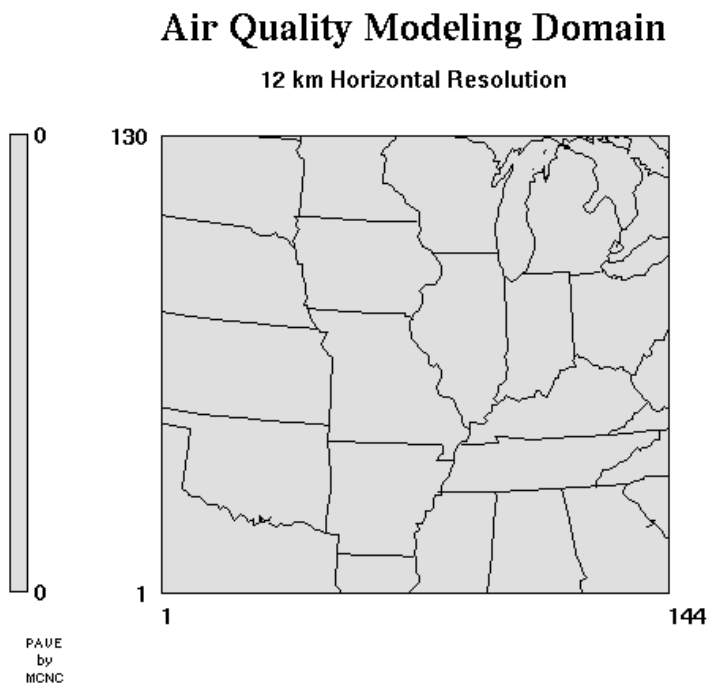 Air Quality Modeling Domain
12 km Horizontal Resolution
0
130
0
1
1
144
PAVE
by
MCNC